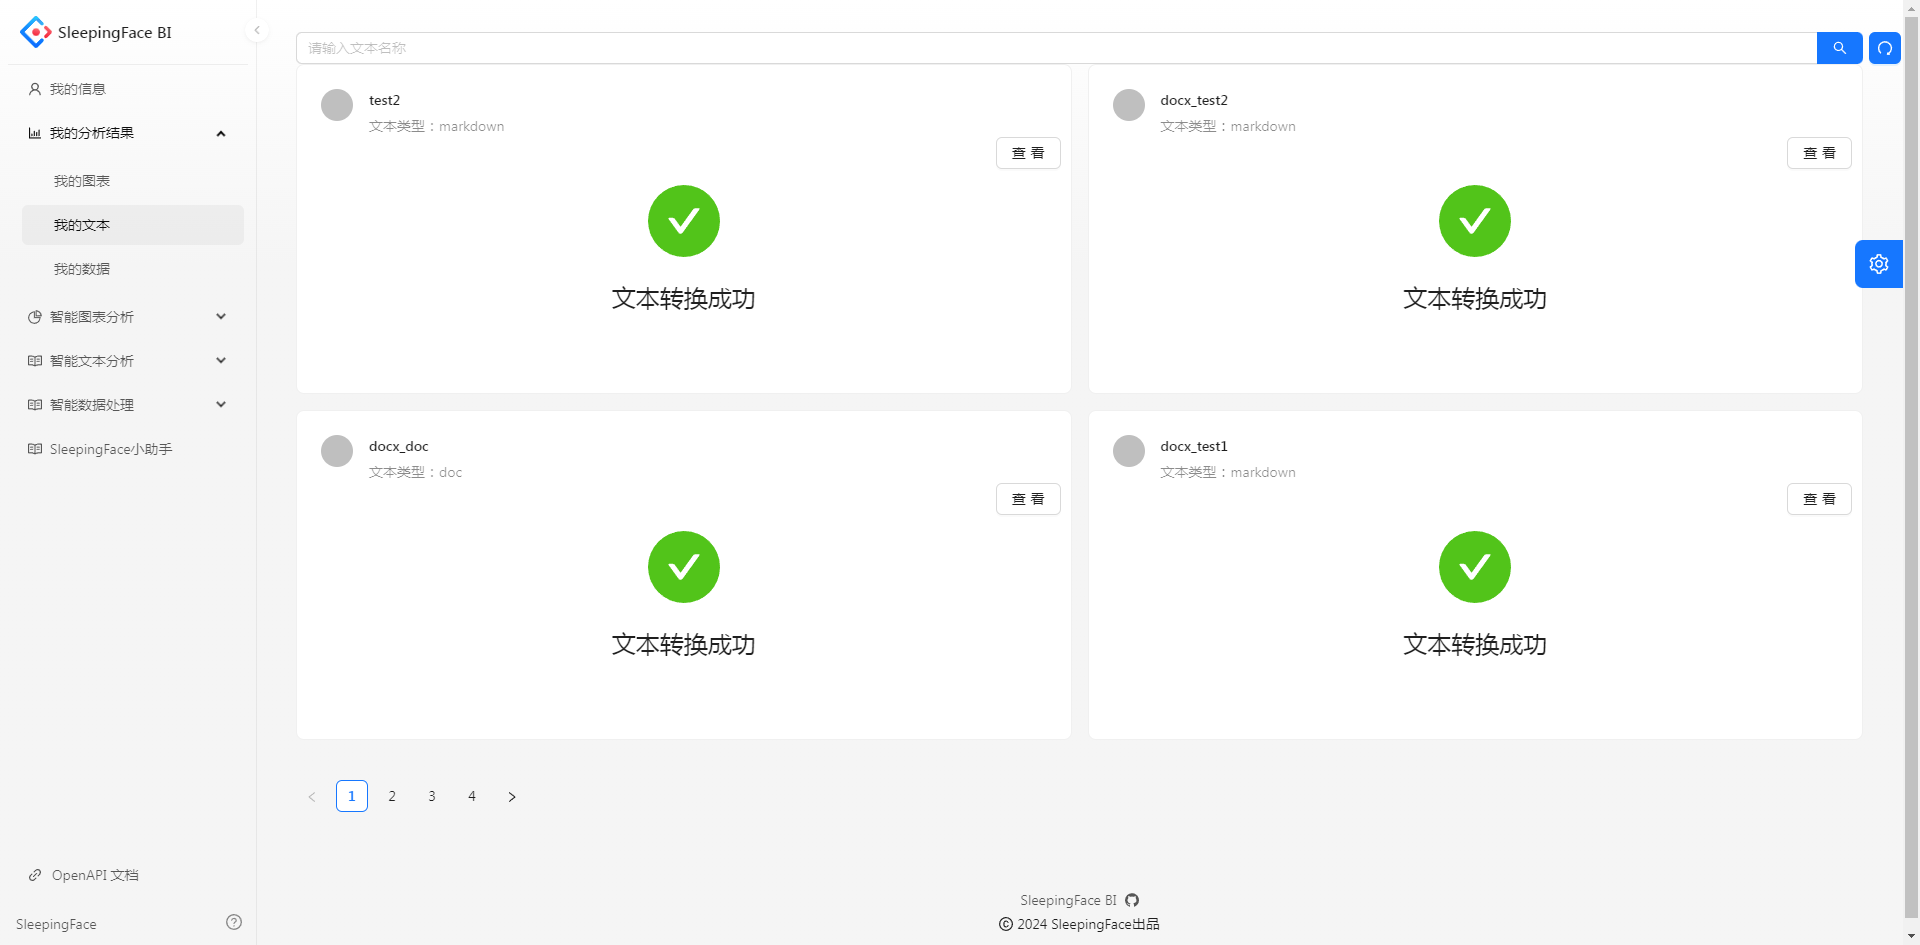 SleepingFace BI
我的信息
我的分析结果
我的图表
我的文本
我的数据
智能图表分析
智能文本分析
智能数据处理
SleepingFace小助手
OpenAPI 文档
SleepingFace
请输入文本名称
test2
文本类型：markdown
查 看
文本转换成功
docx_test2
文本类型：markdown
查 看
文本转换成功
docx_doc
文本类型：doc
查 看
文本转换成功
docx_test1
文本类型：markdown
查 看
文本转换成功
1 2 3 4
SleepingFace BI
© 2024 SleepingFace出品